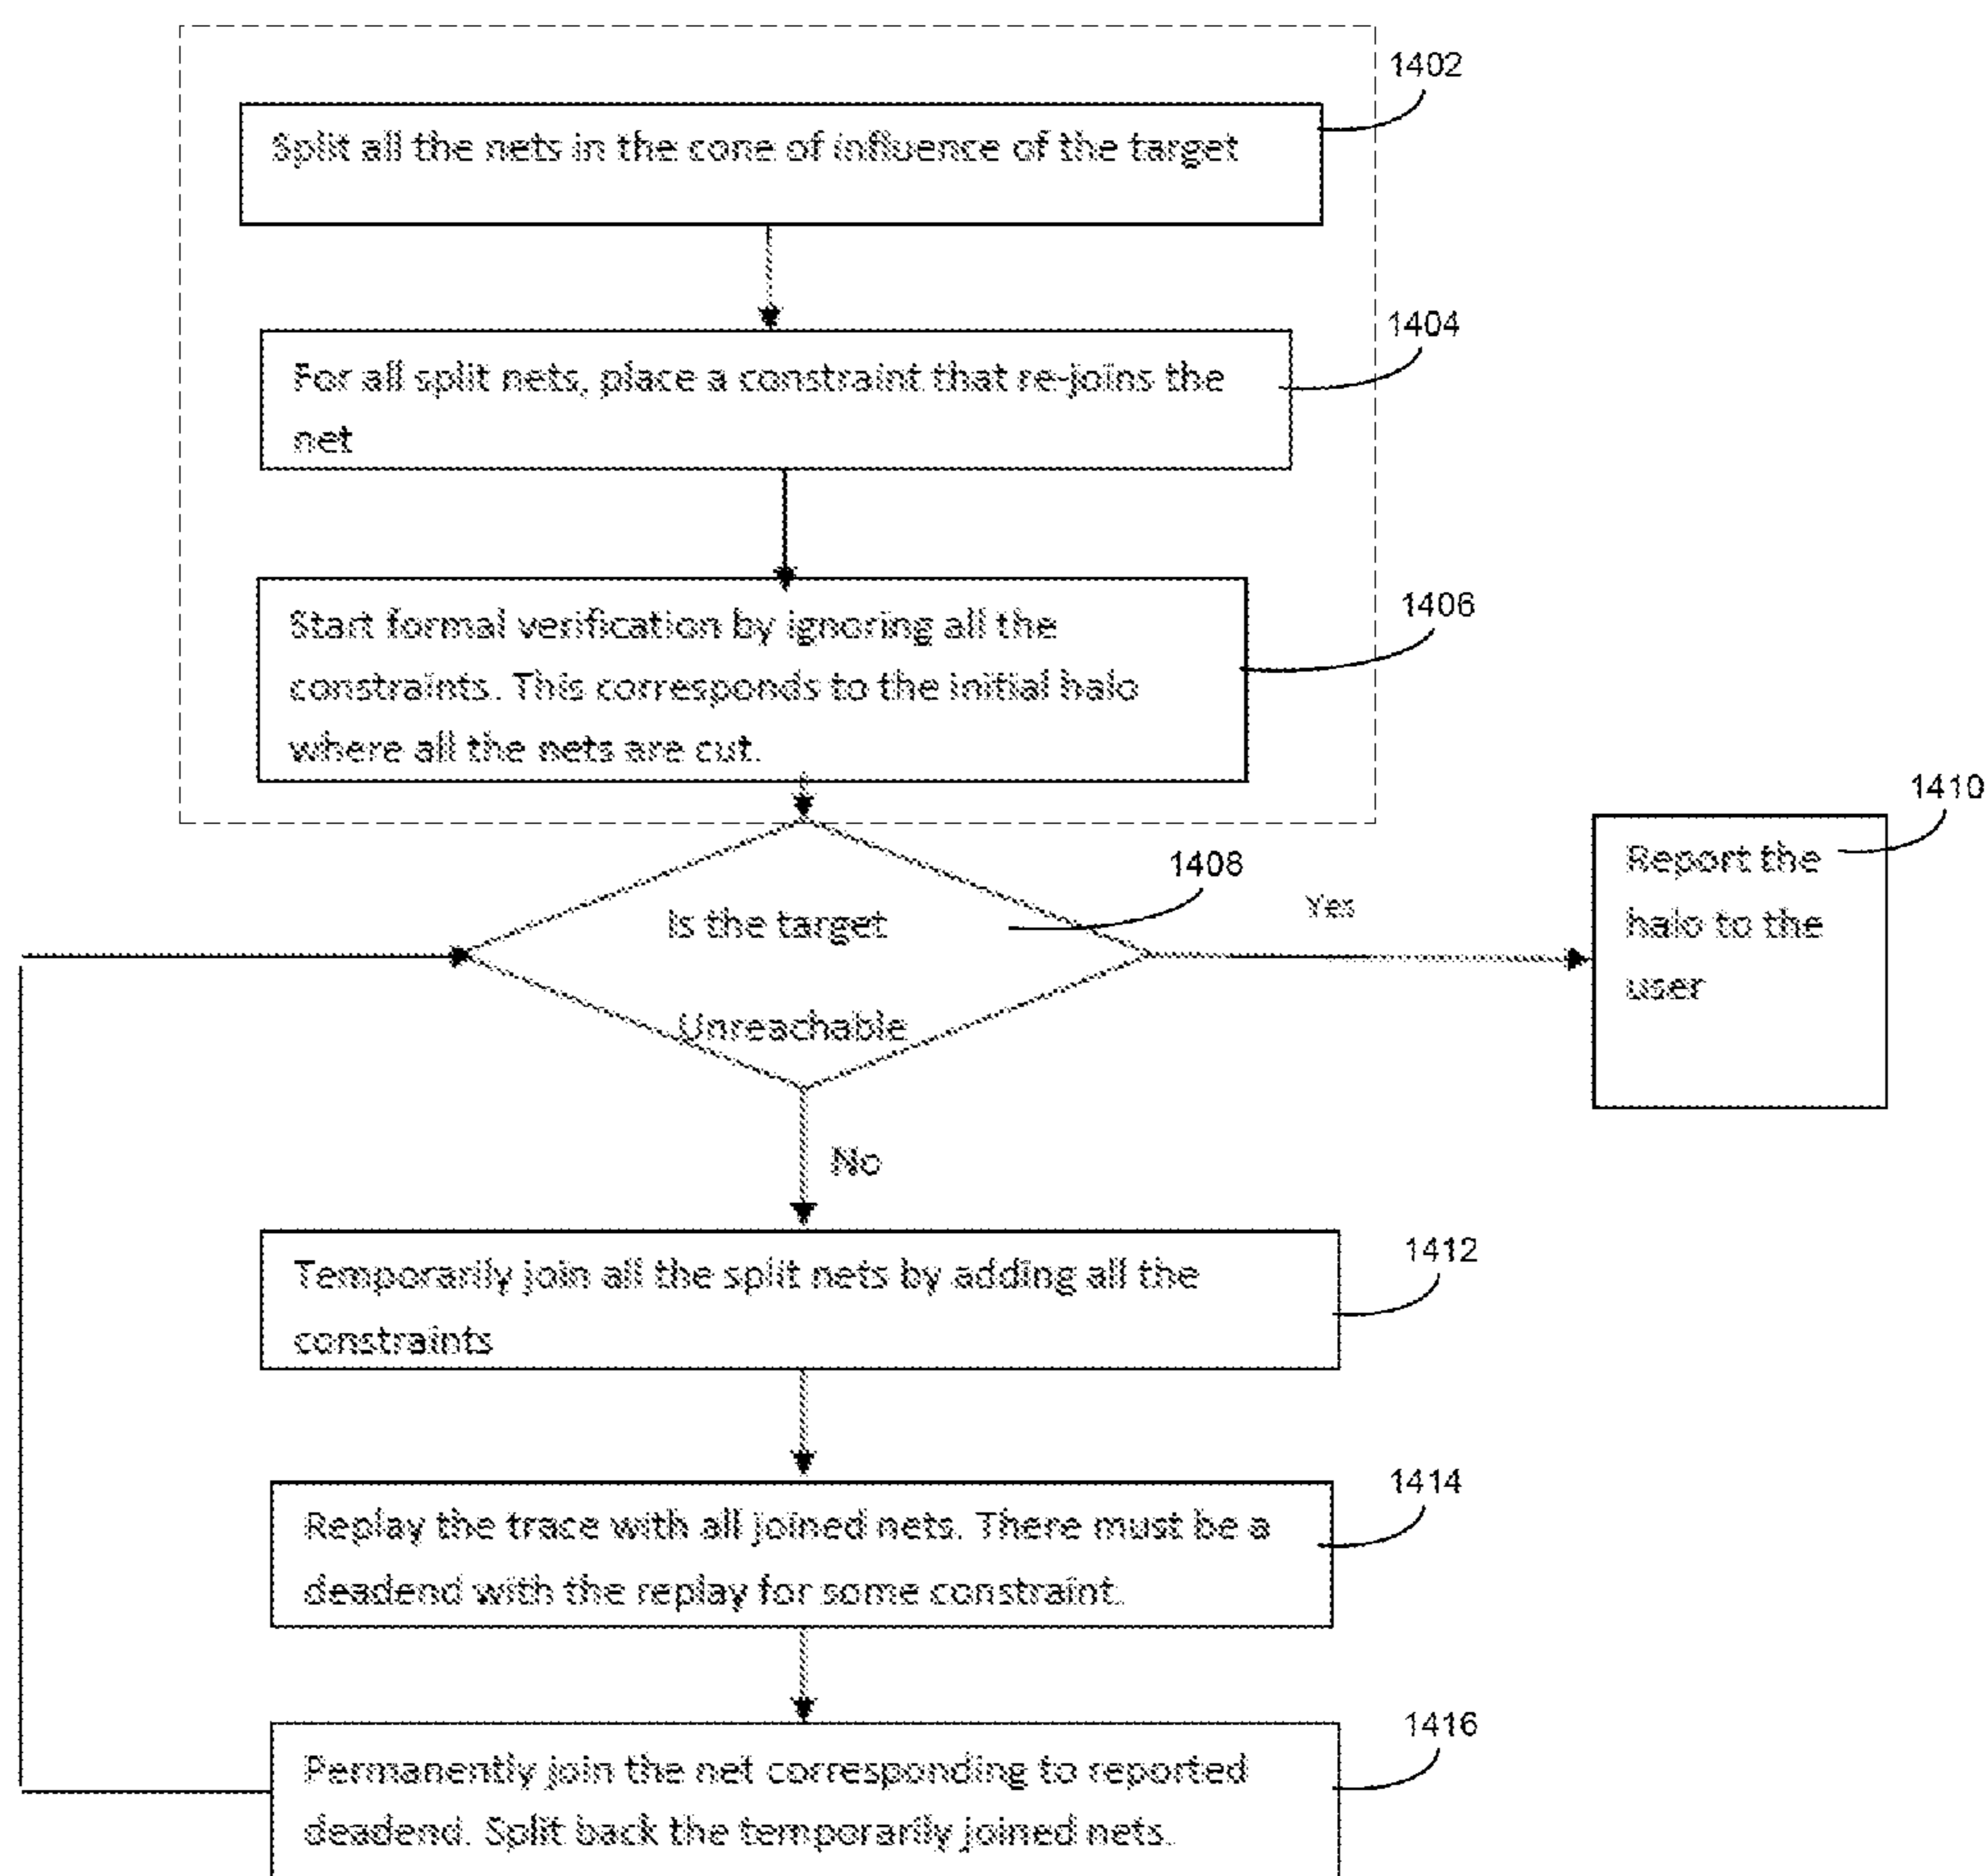 1402
Split all the nets in the cone of influence of the target
1404
For all split nets, place a constraint that re-joins the
net
1406
Start formal verification by ignoring all the
constraints. This corresponds to the initial halo
where all the nets are cut.
1408
Is the target
Unreachable
Yes
1410
Report the
halo to the
user
No
1412
Temporarily join all the split nets by adding all the
constraints
1414
Replay the trace with all joined nets. There must be a
deadend with the replay for some constraint.
1416
Permanently join the net corresponding to reported
deadend. Split back the temporarily joined nets.